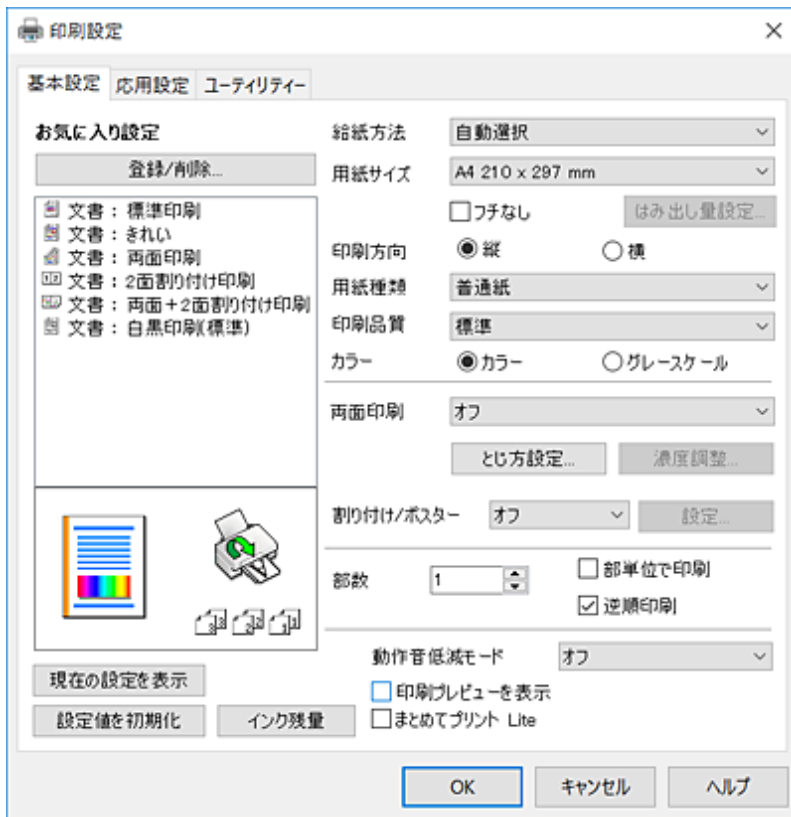 印刷設定
基本設定 応用設定 ユーティリティー
お気に入り設定
登録/削除...
文書：標準印刷
文書：きれい
文書：両面印刷
文書：2面割り付け印刷
文書：両面＋2面割り付け印刷
文書：白黒印刷(標準)
3 3 2 2 1 1
現在の設定を表示
設定値を初期化 インク残量
給紙方法 自動選択
用紙サイズ A4 210 x 297 mm
フチなし はみ出し量設定...
印刷方向 縦 横
用紙種類 普通紙
印刷品質 標準
カラー カラー グレースケール
両面印刷 オフ
とじ方設定... 濃度調整...
割り付け/ポスター オフ 設定...
部数 1 部単位で印刷
逆順印刷
動作音低減モード オフ
印刷プレビューを表示
まとめてプリント Lite
OK キャンセル ヘルプ